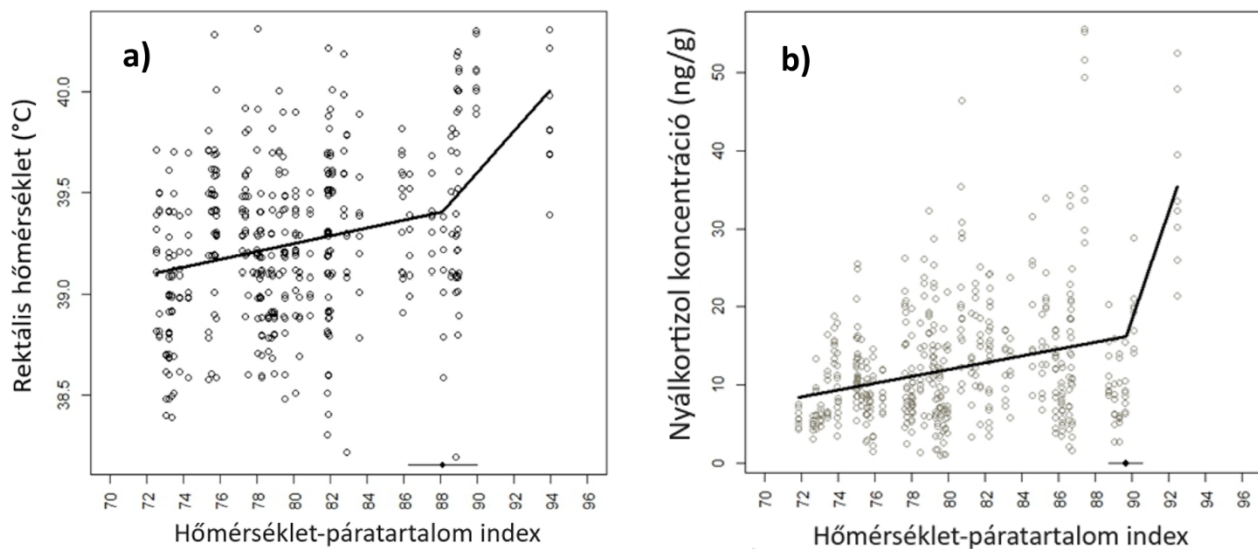 a)
Rektális hőmérséklet (°C)
40.0
39.5
39.0
38.5
70 72 74 76 78 80 82 84 86 88 90 92 94 96
Hőmérséklet-páratartalom index
b)
Nyálkortizol koncentráció (ng/g)
50
40
30
20
10
0
70 72 74 76 78 80 82 84 86 88 90 92 94 96
Hőmérséklet-páratartalom index